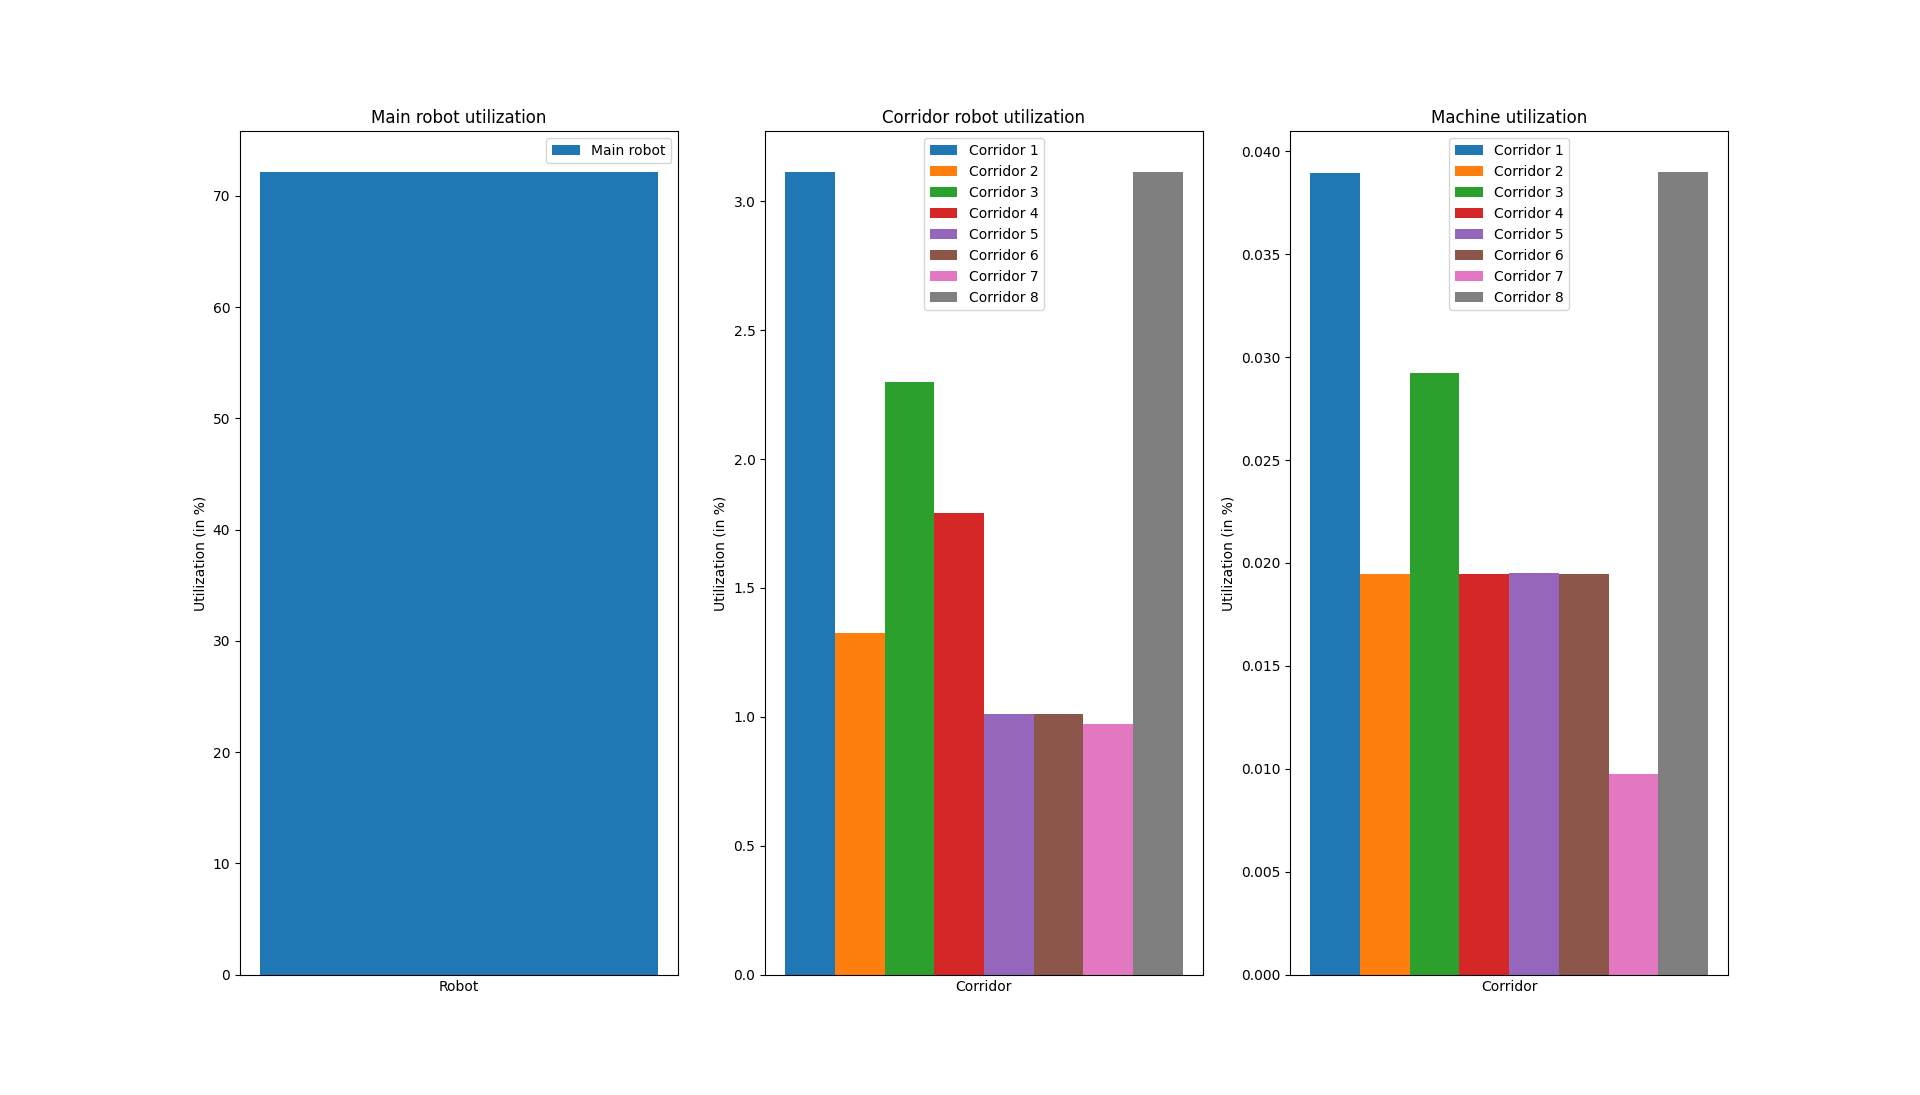 Main robot utilization
Main robot
70
60
50
40
30
20
10
0
Utilization (in %)
Robot
Corridor robot utilization
Corridor 1
Corridor 2
Corridor 3
Corridor 4
Corridor 5
Corridor 6
Corridor 7
Corridor 8
3.0
2.5
2.0
1.5
1.0
0.5
0.0
Utilization (in %)
Corridor
Machine utilization
Corridor 1
Corridor 2
Corridor 3
Corridor 4
Corridor 5
Corridor 6
Corridor 7
Corridor 8
0.040
0.035
0.030
0.025
0.020
0.015
0.010
0.005
0.000
Utilization (in %)
Corridor